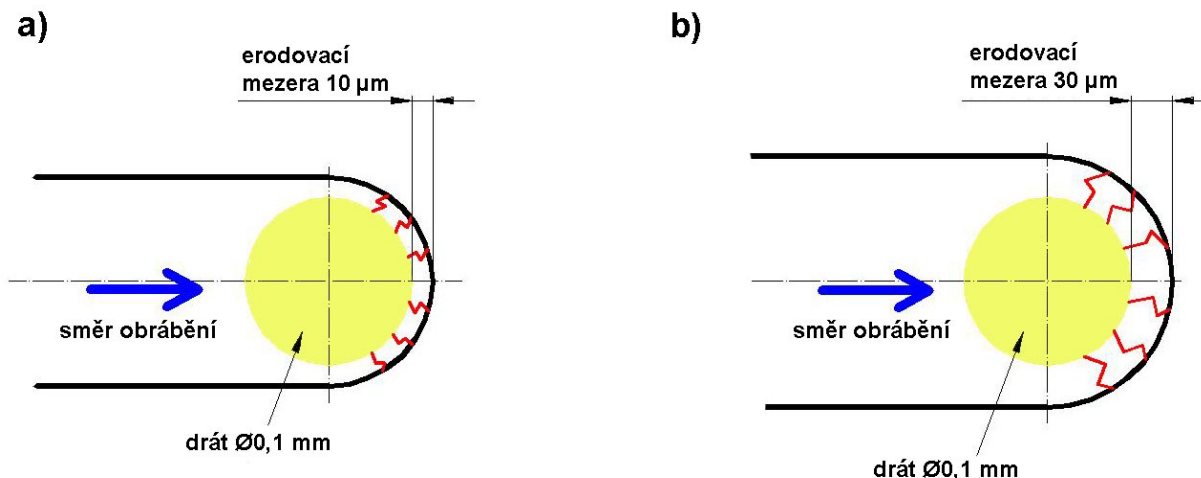 a)
erodovací
mezera 10 µm
směr obrábění
drát Ø0,1 mm
b)
erodovací
mezera 30 µm
směr obrábění
drát Ø0,1 mm